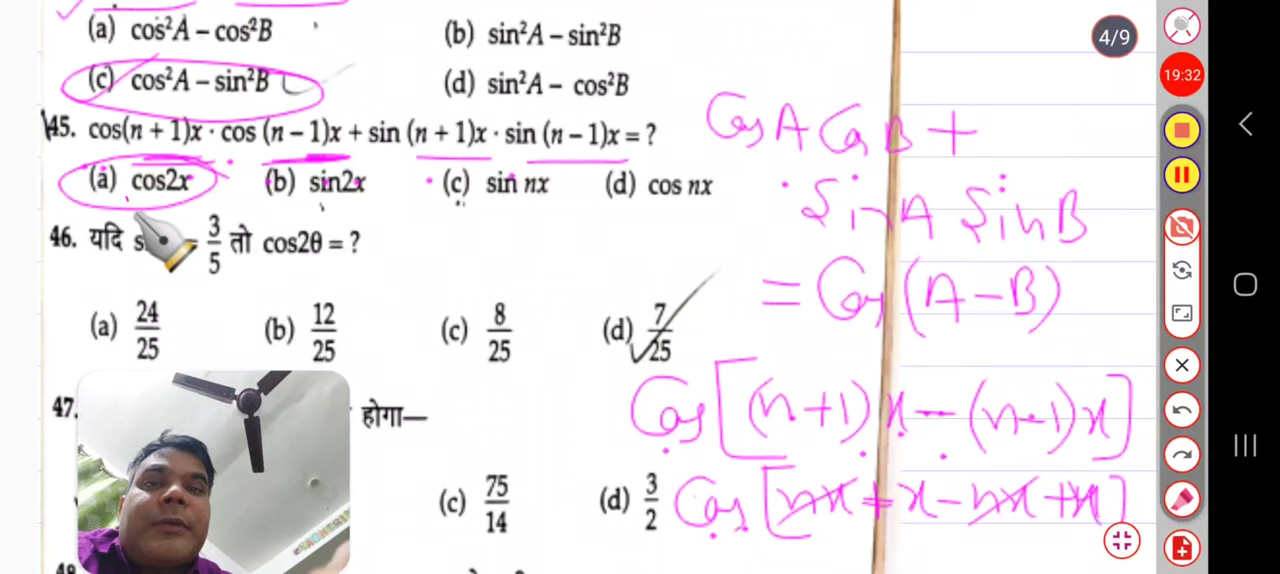 (a) cos²A – cos²B (b) sin²A – sin²B
(c) cos²A – sin²B (d) sin²A – cos²B
45. cos(n + 1)x · cos (n – 1)x + sin (n + 1)x · sin (n – 1)x = ?
(a) cos2x (b) sin2x (c) sin nx (d) cos nx
46. यदि = 3/5 तो cos2θ = ?
(a) 24/25 (b) 12/25 (c) 8/25 (d) 7/25
47. होगा—
(c) 75/14 (d) 3/2
48.
Cos A Cos B +
Sin A Sin B
= Cos (A – B)
Cos [(n+1)x – (n-1)x]
Cos [nx + x – nx + x]
4/9
19:32